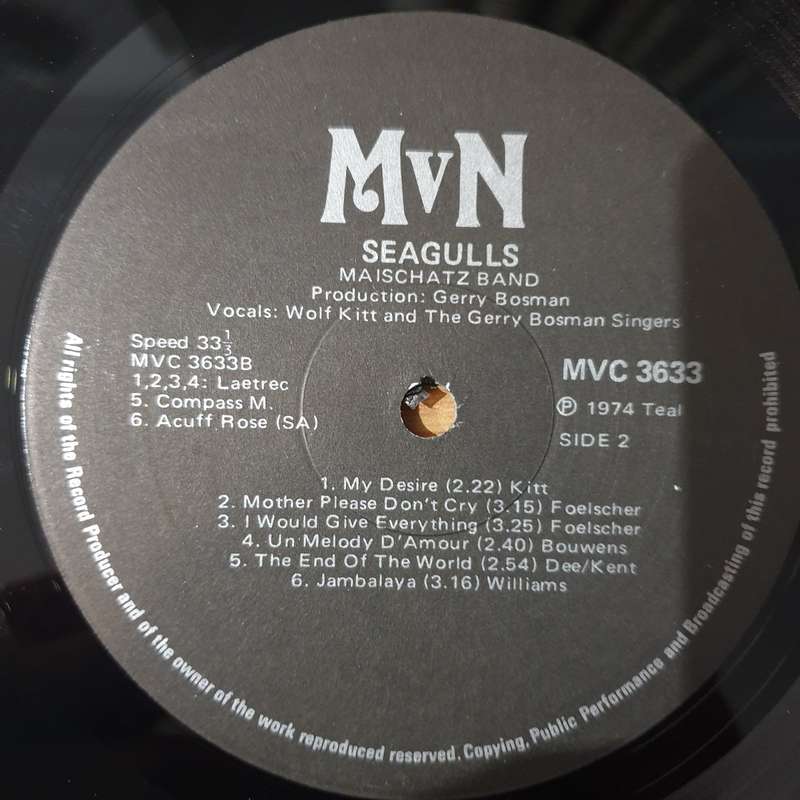 MvN
SEAGULLS
MAISCHATZ BAND
Production: Gerry Bosman
Vocals: Wolf Kitt and The Gerry Bosman Singers
Speed 33 1/3
MVC 3633B
1,2,3,4: Laetrec
5. Compass M.
6. Acuff Rose (SA)
MVC 3633
Ⓟ 1974 Teal
SIDE 2
1. My Desire (2.22) Kitt
2. Mother Please Don't Cry (3.15) Foelscher
3. I Would Give Everything (3.25) Foelscher
4. Un Melody D'Amour (2.40) Bouwens
5. The End Of The World (2.54) Dee/Kent
6. Jambalaya (3.16) Williams
All rights of the Record Producer and of the owner of the work reproduced reserved. Copying, Public Performance and Broadcasting of this record prohibited